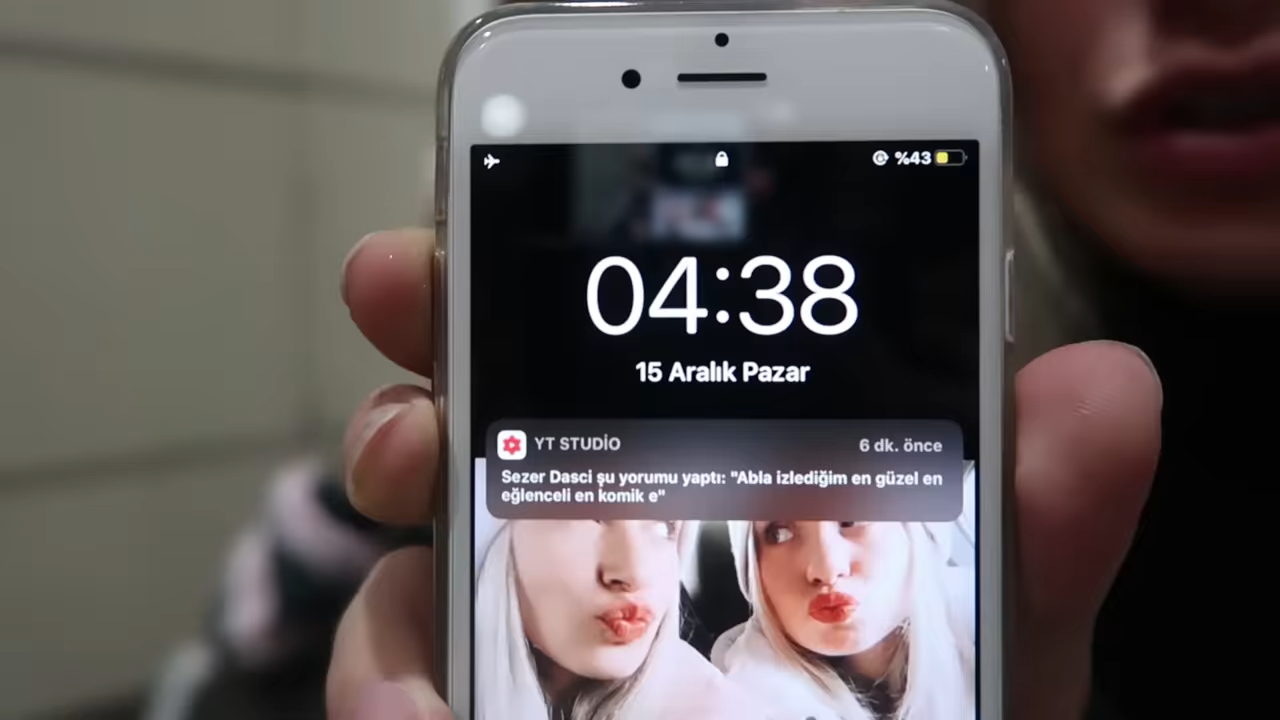 %43
04:38
15 Aralık Pazar
YT STUDİO 6 dk. önce
Sezer Dasci şu yorumu yaptı: "Abla izlediğim en güzel en
eğlenceli en komik e"